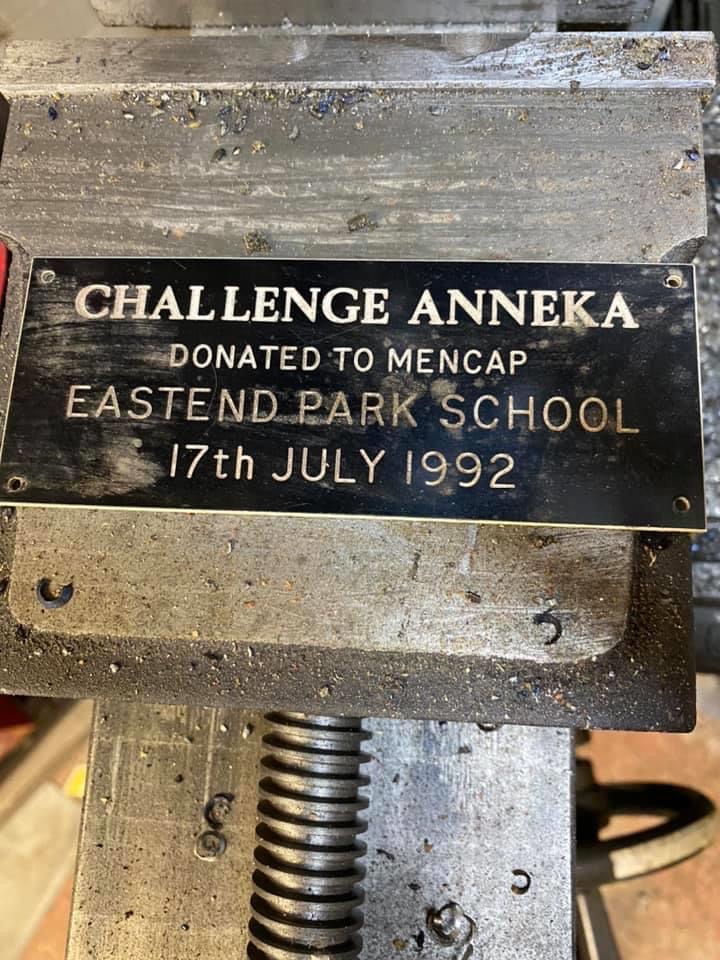 CHALLENGE ANNEKA
DONATED TO MENCAP
EASTEND PARK SCHOOL
17th JULY 1992